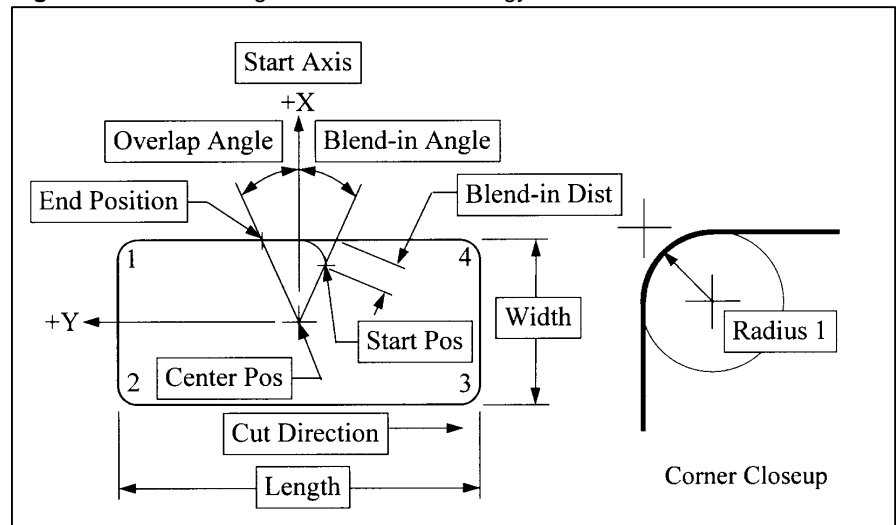 Start Axis
+X
Overlap Angle
Blend-in Angle
End Position
Blend-in Dist
1
4
+Y
Width
Start Pos
Radius 1
Center Pos
2
3
Cut Direction
Length
Corner Closeup